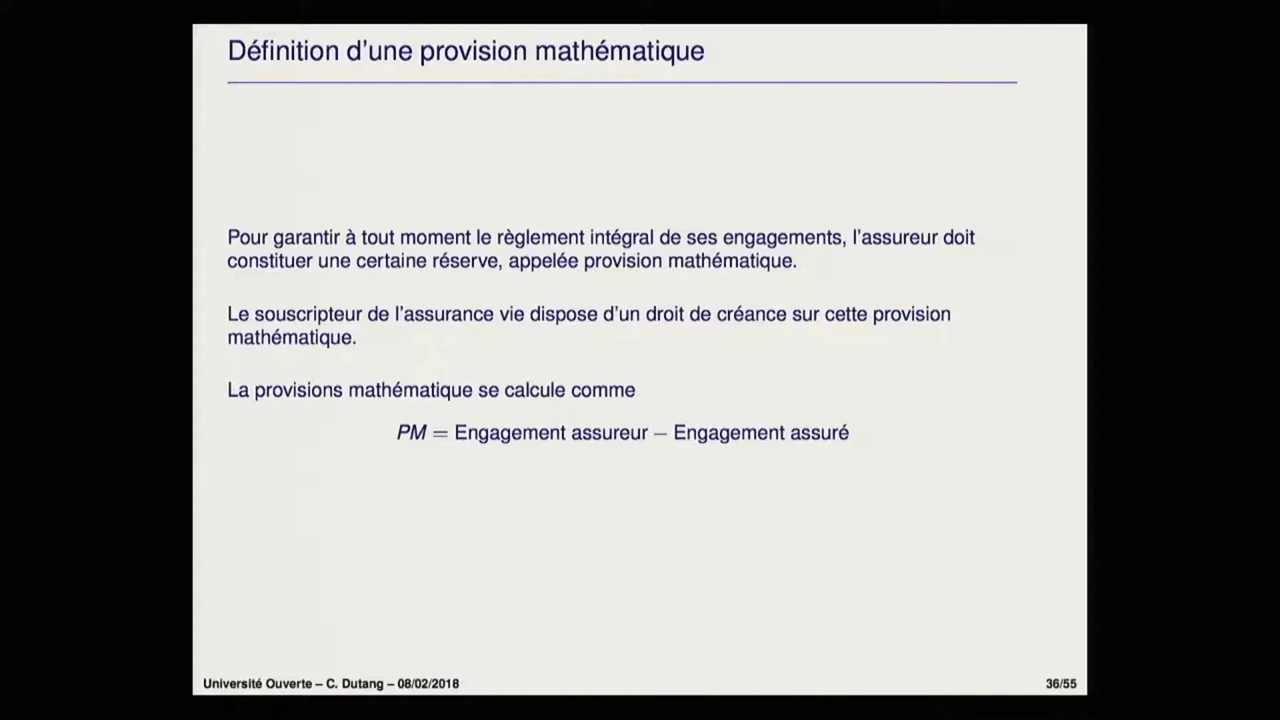 Définition d'une provision mathématique
Pour garantir à tout moment le règlement intégral de ses engagements, l'assureur doit
constituer une certaine réserve, appelée provision mathématique.
Le souscripteur de l'assurance vie dispose d'un droit de créance sur cette provision
mathématique.
La provisions mathématique se calcule comme
PM = Engagement assureur − Engagement assuré
Université Ouverte – C. Dutang – 08/02/2018
36/55